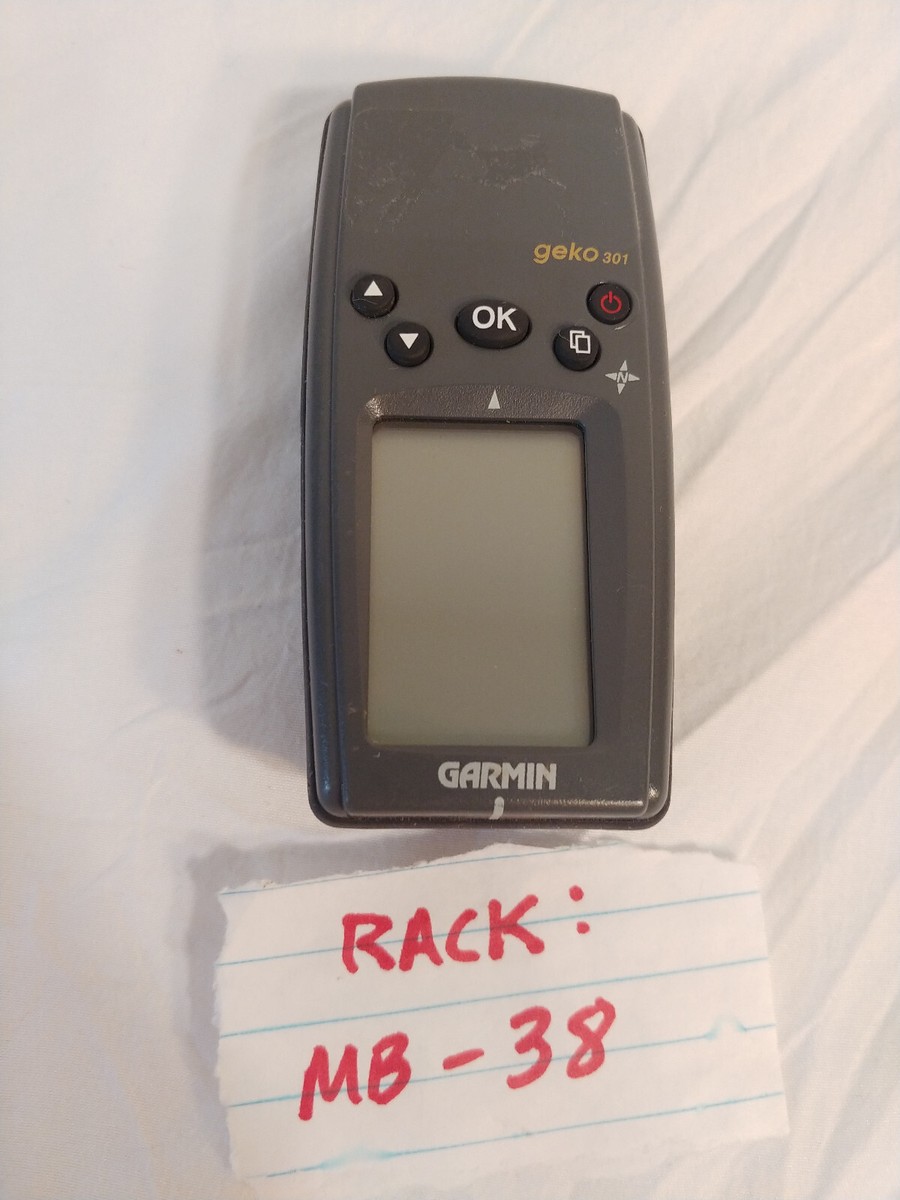 geko 301
OK
N
GARMIN
RACK:
MB-38